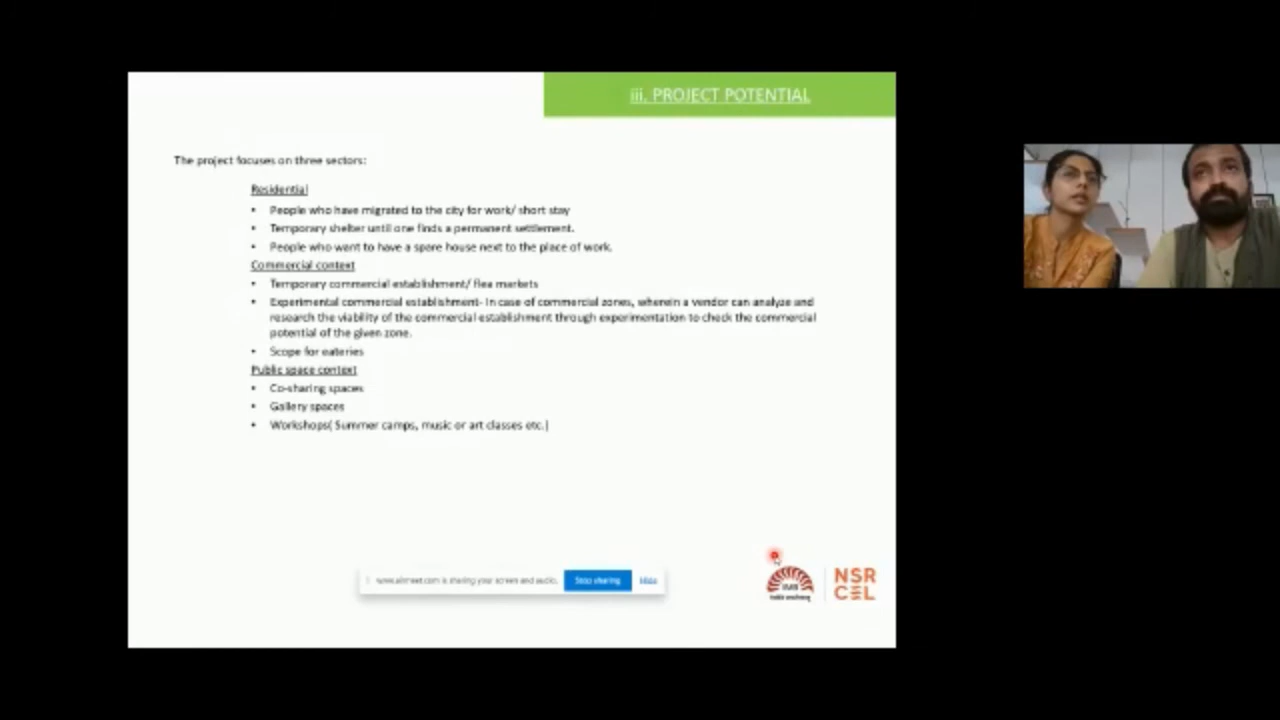 iii. PROJECT POTENTIAL
The project focuses on three sectors:
Residential
• People who have migrated to the city for work/ short stay
• Temporary shelter until one finds a permanent settlement.
• People who want to have a spare house next to the place of work.
Commercial context
• Temporary commercial establishment/ flea markets
• Experimental commercial establishment- In case of commercial zones, wherein a vendor can analyze and
research the viability of the commercial establishment through experimentation to check the commercial
potential of the given zone.
• Scope for eateries
Public space context
• Co-sharing spaces
• Gallery spaces
• Workshops( Summer camps, music or art classes etc.)
www.airmeet.com is sharing your screen and audio. Stop sharing Hide
NSR
CEL